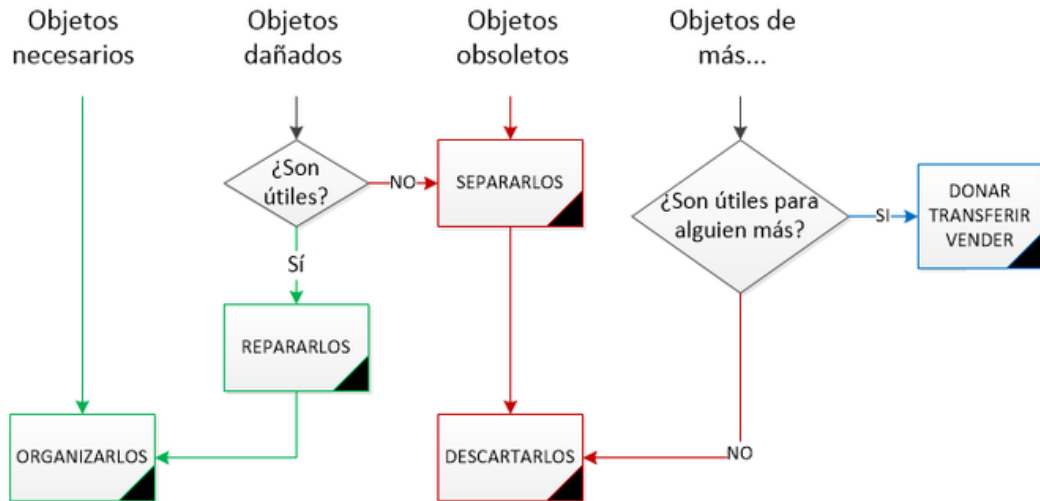 Objetos
necesarios
Objetos
dañados
Objetos
obsoletos
Objetos de
más...
¿Son
útiles?
NO
SEPARARLOS
¿Son útiles para
alguien más?
SI
DONAR
TRANSFERIR
VENDER
Sí
REPARARLOS
ORGANIZARLOS
DESCARTARLOS
NO